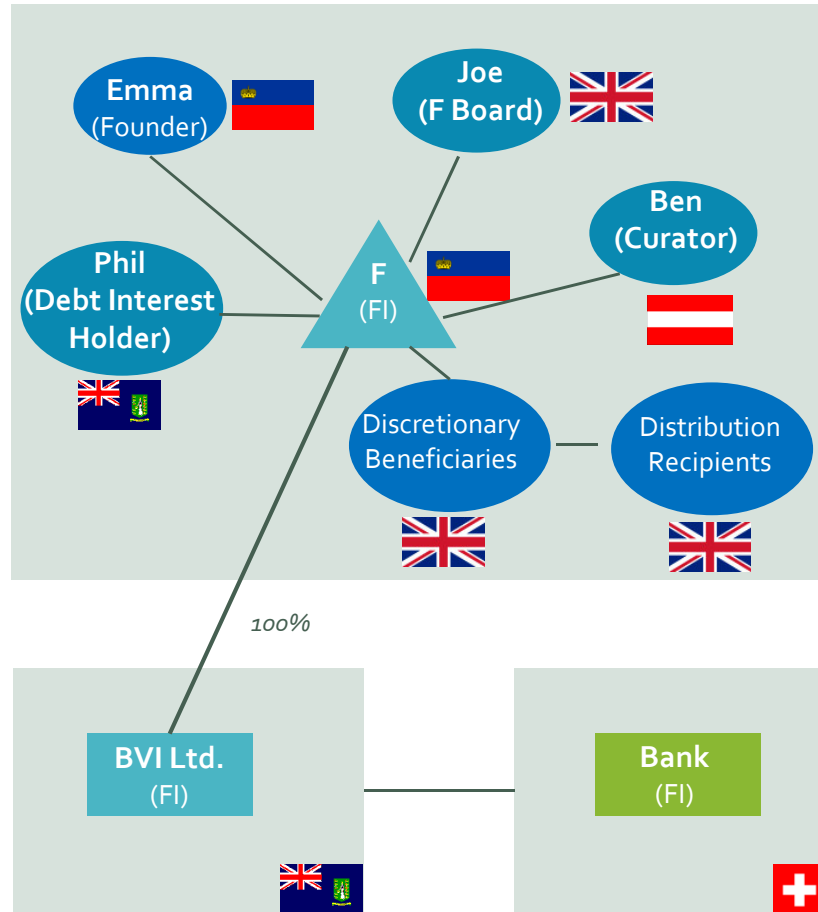 Emma
(Founder)
Joe
(F Board)
Ben
(Curator)
Phil
(Debt Interest
Holder)
F
(FI)
Discretionary
Beneficiaries
Distribution
Recipients
100%
BVI Ltd.
(FI)
Bank
(FI)